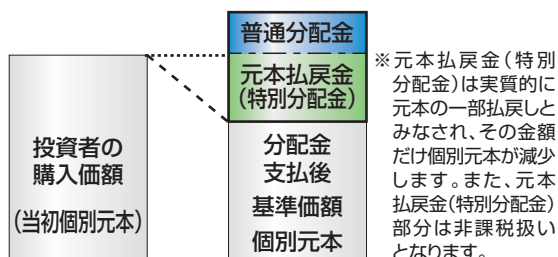 普通分配金
元本払戻金
（特別分配金）
投資者の
購入価額
（当初個別元本）
分配金
支払後
基準価額
個別元本
※元本払戻金（特別
分配金）は実質的に
元本の一部払戻しと
みなされ、その金額
だけ個別元本が減少
します。また、元本
払戻金（特別分配金）
部分は非課税扱い
となります。